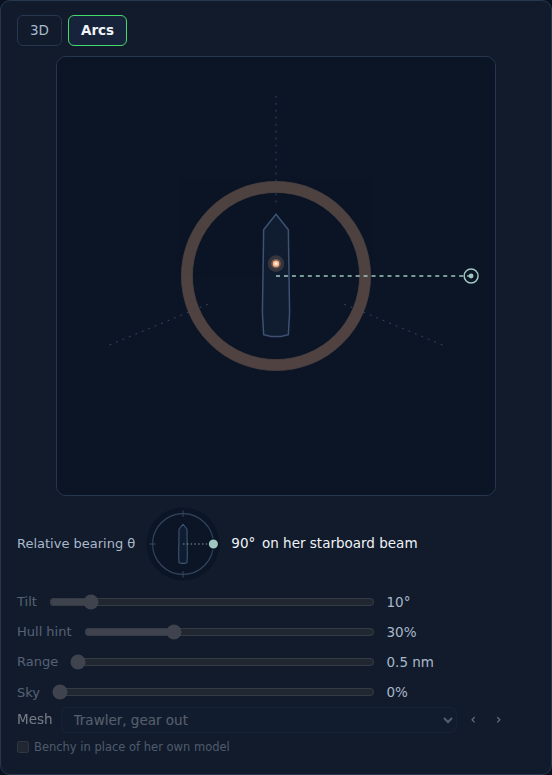 3D Arcs
Relative bearing θ 90° on her starboard beam
Tilt 10°
Hull hint 30%
Range 0.5 nm
Sky 0%
Mesh Trawler, gear out ‹ ›
Benchy in place of her own model